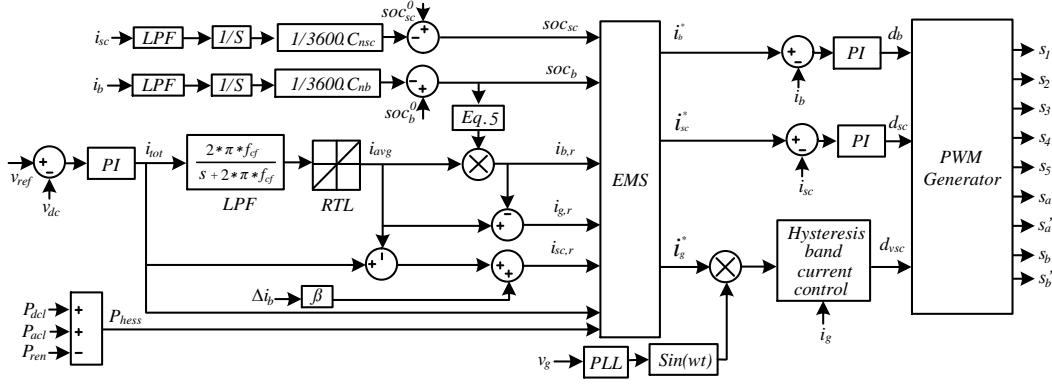 i_sc LPF 1/S 1/3600.C_nsc soc_sc^0 − + soc_sc
i_b LPF 1/S 1/3600.C_nb − + soc_b^0 soc_b
Eq.5
v_ref + − v_dc PI i_tot
2*π*f_cf
s+2*π*f_cf
LPF
RTL
i_avg
i_b,r
+ − i_g,r
+ − + + i_sc,r
Δi_b β
P_dcl +
P_acl +
P_ren −
P_hess
EMS
i_b^* + − i_b PI d_b
i_sc^* + − i_sc PI d_sc
i_g^*
Hysteresis
band
current
control
i_g
d_vsc
v_g PLL Sin(wt)
PWM
Generator
s_1
s_2
s_3
s_4
s_5
s_a
s_a'
s_b
s_b'